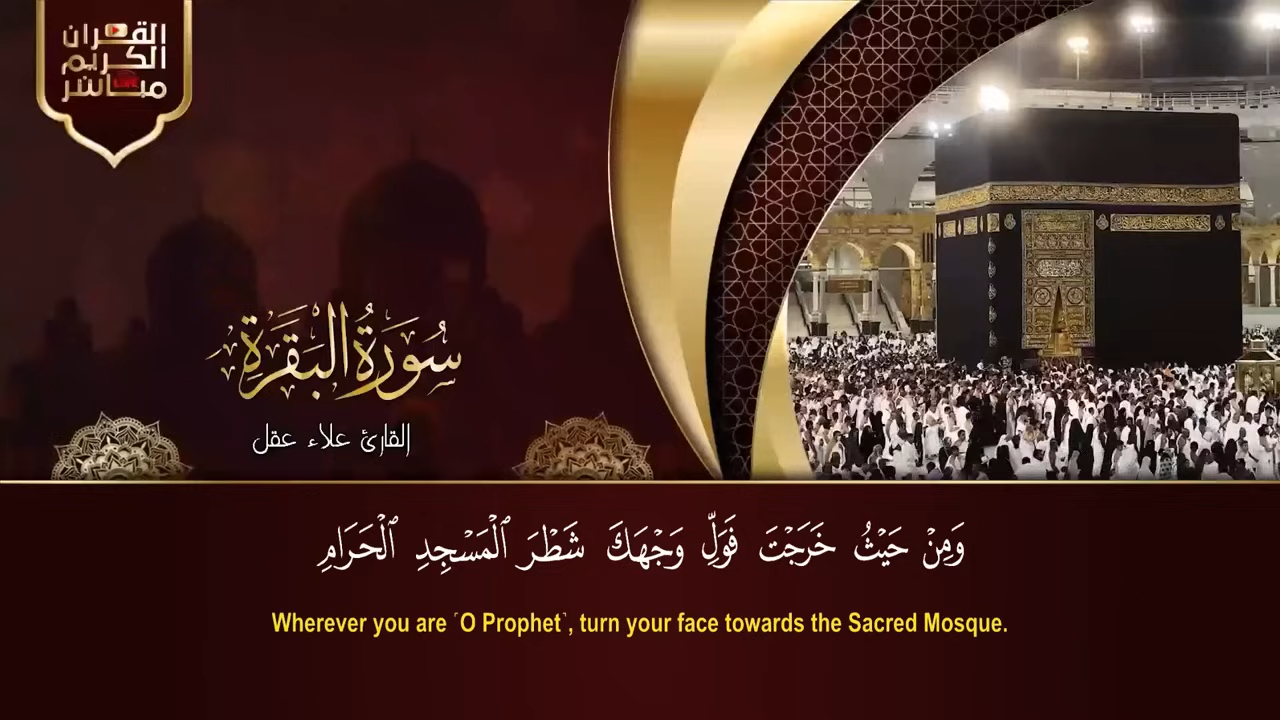 القرآن
الكريم
مباشر
LIVE
سُورَةُ البَقَرَةِ
القارئ علاء عقل
وَمِنْ حَيْثُ خَرَجْتَ فَوَلِّ وَجْهَكَ شَطْرَ ٱلْمَسْجِدِ ٱلْحَرَامِ
Wherever you are ˹O Prophet˺, turn your face towards the Sacred Mosque.